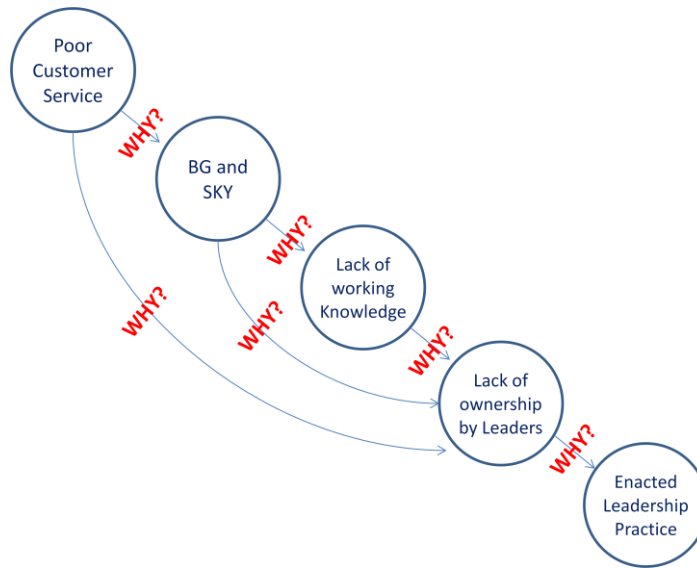 Poor
Customer
Service
WHY?
BG and
SKY
WHY?
Lack of
working
Knowledge
WHY?
WHY?
WHY?
Lack of
ownership
by Leaders
WHY?
Enacted
Leadership
Practice